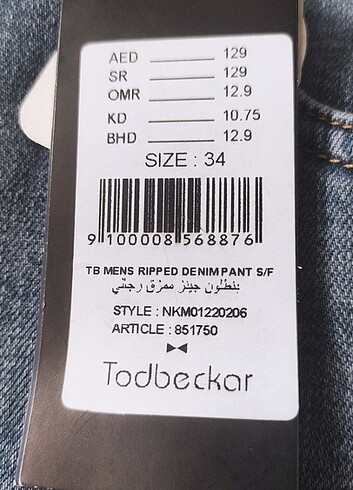 AED 129
SR 129
OMR 12.9
KD 10.75
BHD 12.9
SIZE : 34
9 100008 568876
TB MENS RIPPED DENIM PANT S/F
بنطلون جينز ممزق رجالي
STYLE : NKM01220206
ARTICLE : 851750
Todbeckar